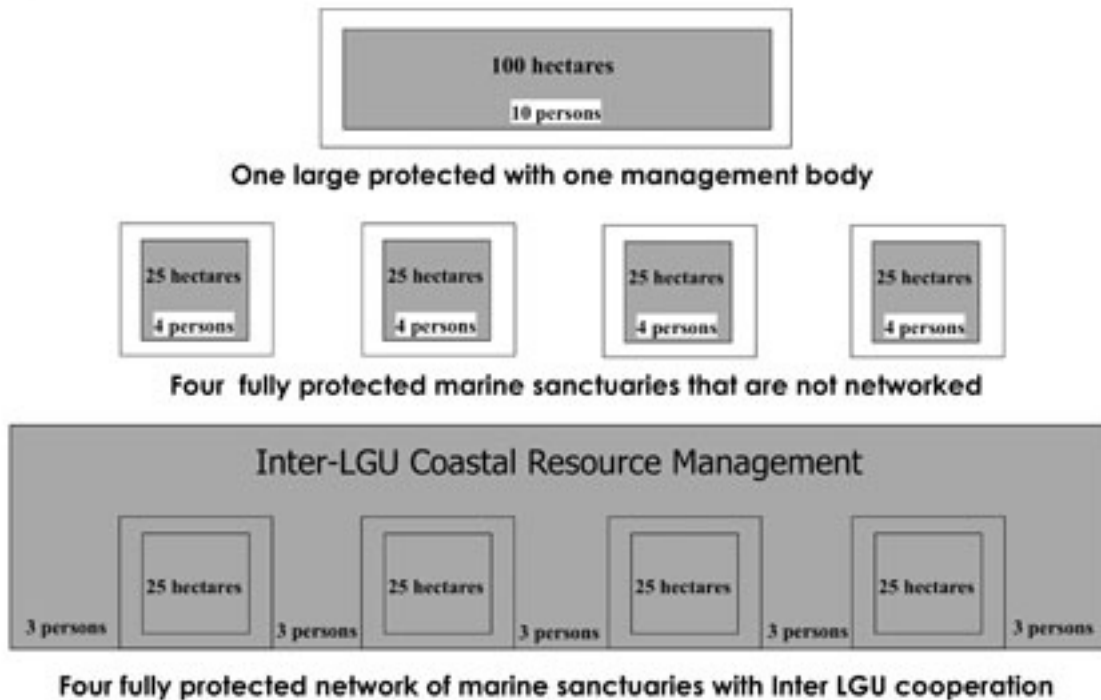 100 hectares
10 persons
One large protected with one management body
25 hectares 25 hectares 25 hectares 25 hectares
4 persons 4 persons 4 persons 4 persons
Four fully protected marine sanctuaries that are not networked
Inter-LGU Coastal Resource Management
25 hectares 25 hectares 25 hectares 25 hectares
3 persons 3 persons 3 persons 3 persons 3 persons
Four fully protected network of marine sanctuaries with Inter LGU cooperation